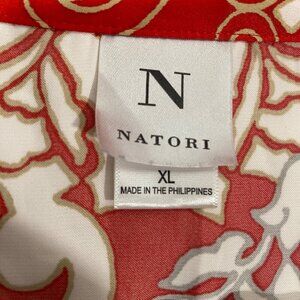 N
NATORI
XL
MADE IN THE PHILIPPINES